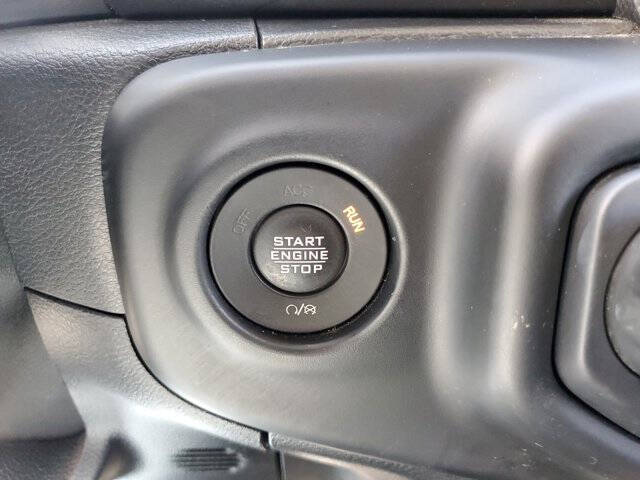 OFF ACC RUN
START
ENGINE
STOP